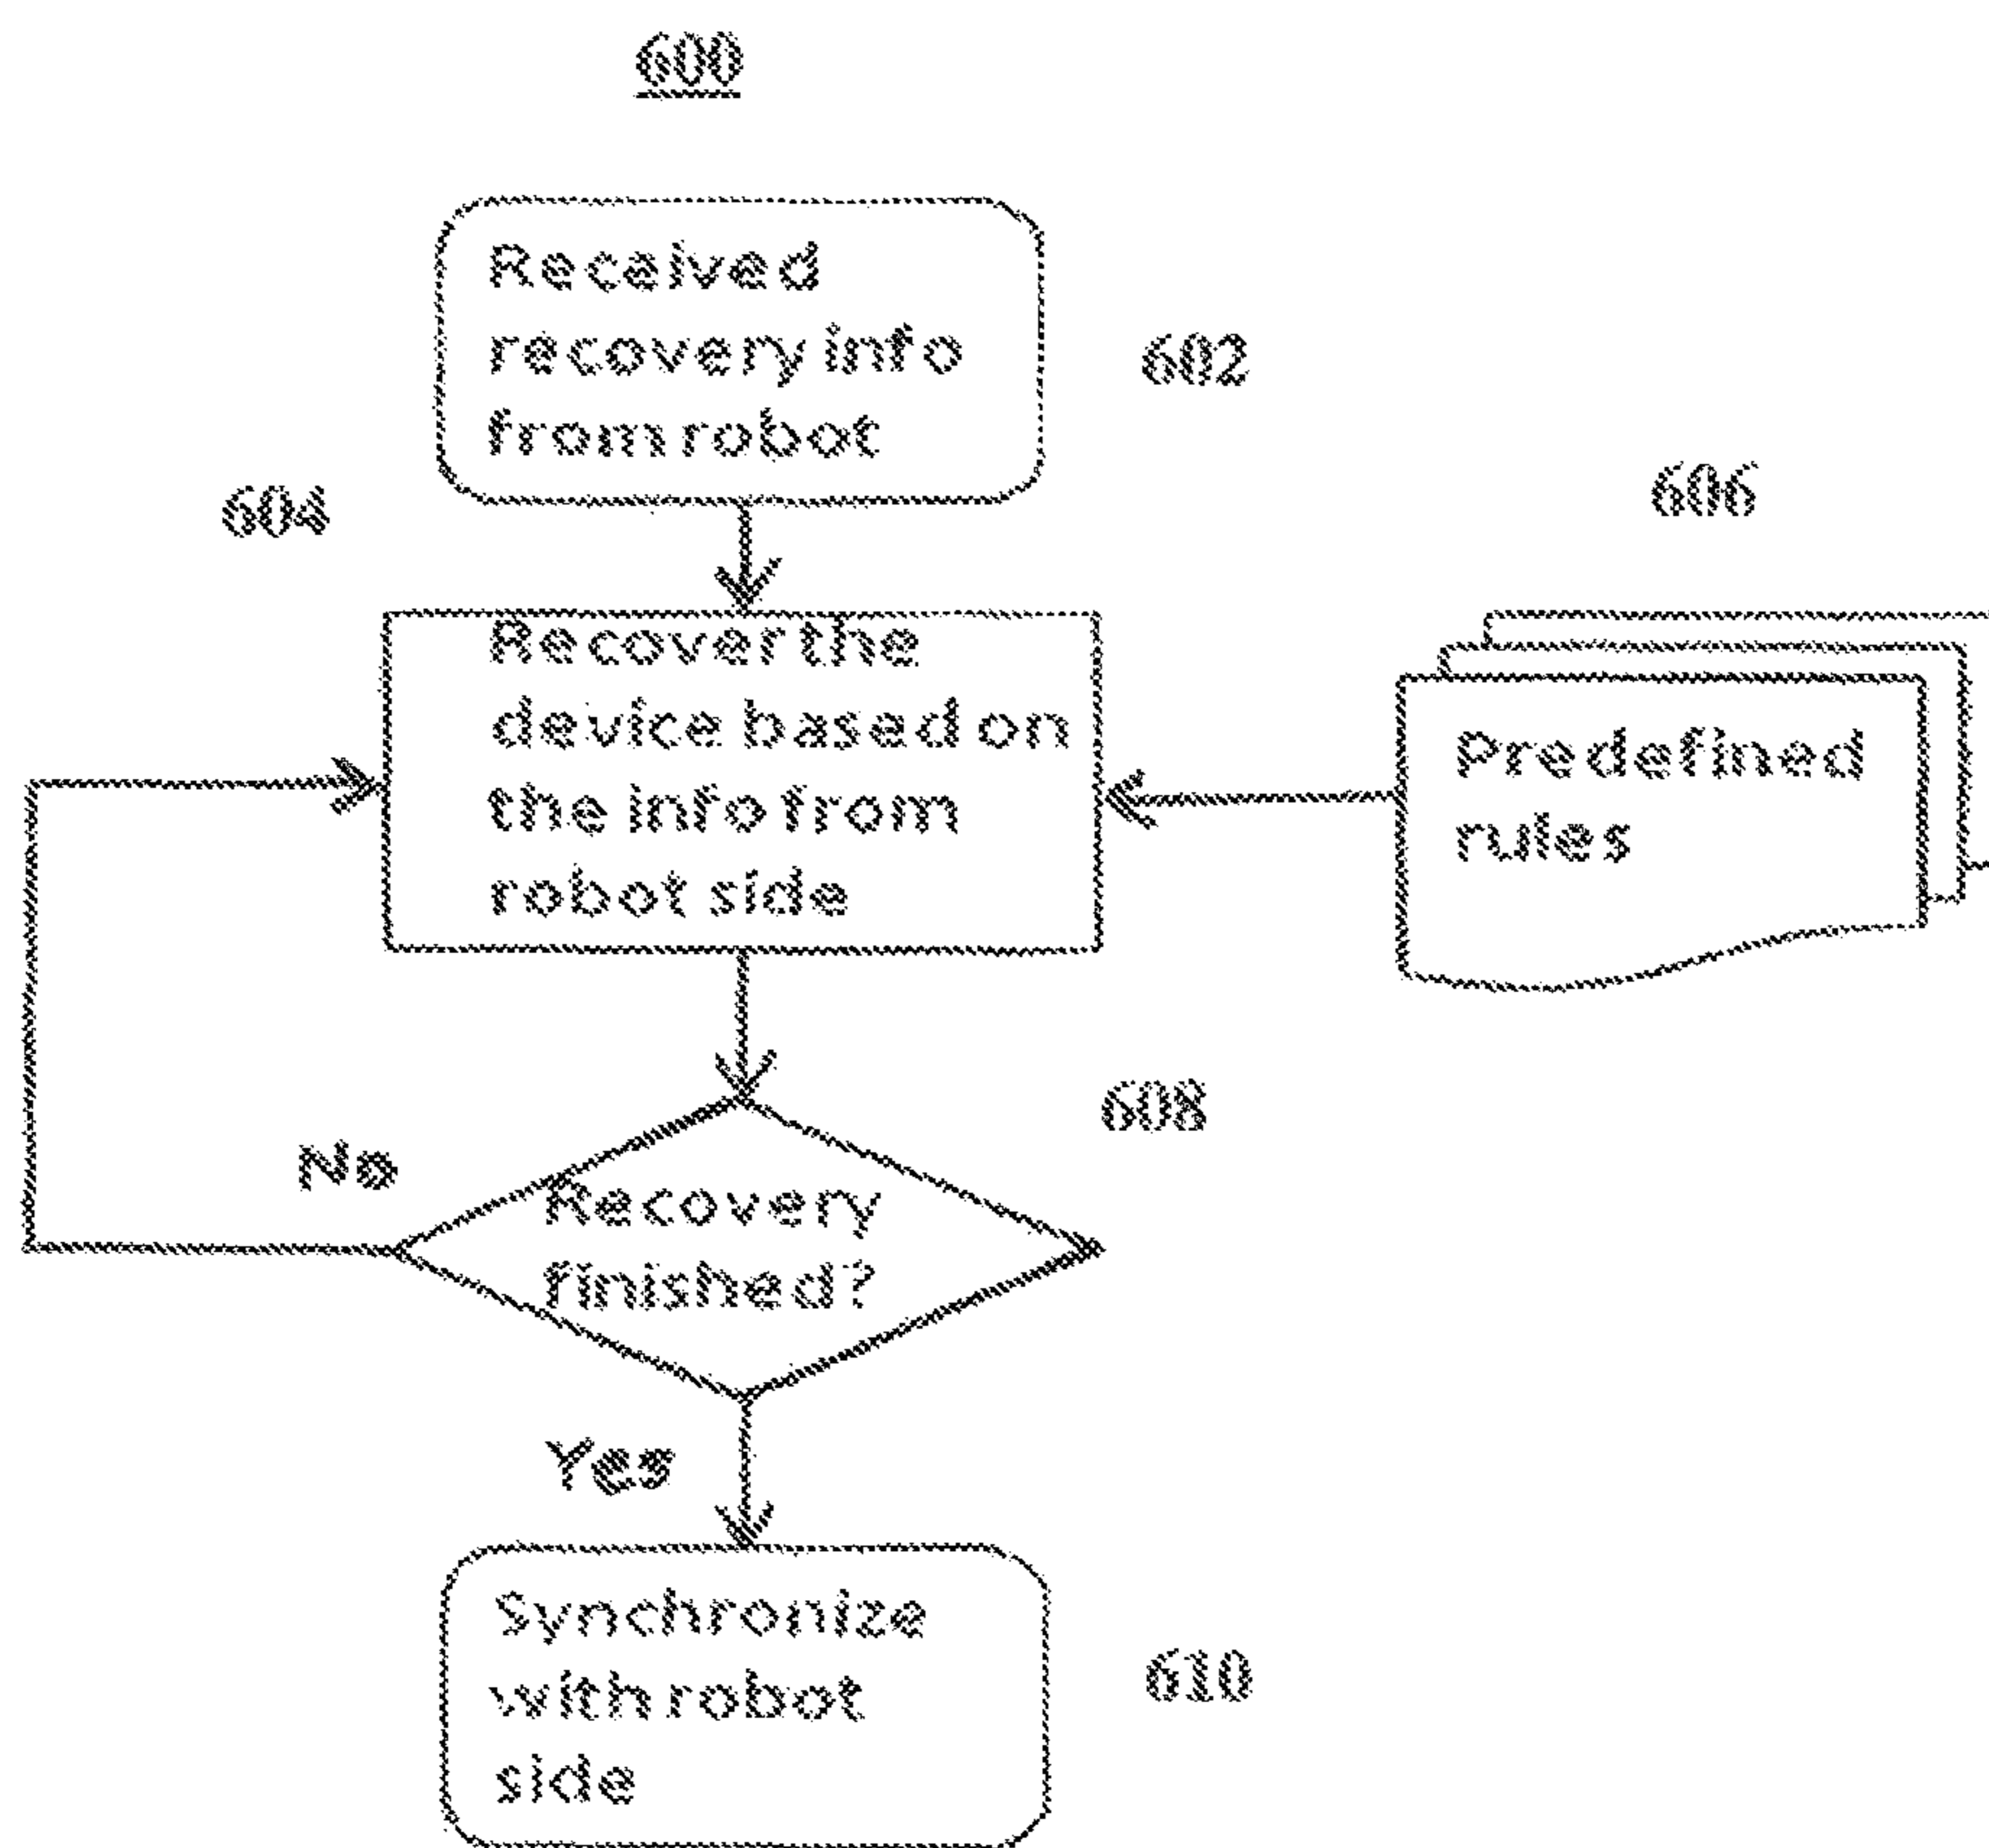 600
Received
recovery info
from robot
602
604
606
Recover the
device based on
the info from
robot side
Predefined
rules
608
No
Recovery
finished?
Yes
Synchronize
with robot
side
610